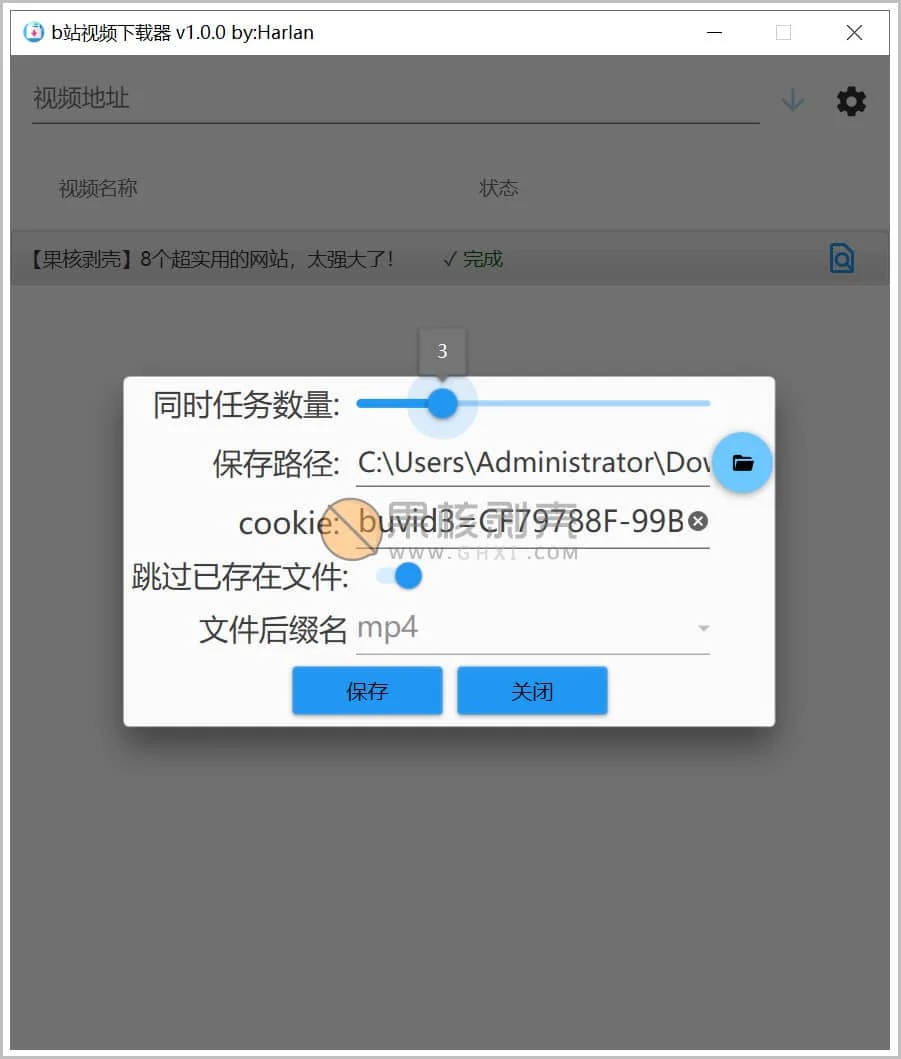 b站视频下载器 v1.0.0 by:Harlan
视频地址
视频名称 状态
【果核剥壳】8个超实用的网站，太强大了！ ✓ 完成
3
同时任务数量:
保存路径: C:\Users\Administrator\Dow
cookie: buvid3=CF79788F-99B
果核剥壳
WWW.GHXI.COM
跳过已存在文件:
文件后缀名 mp4
保存 关闭